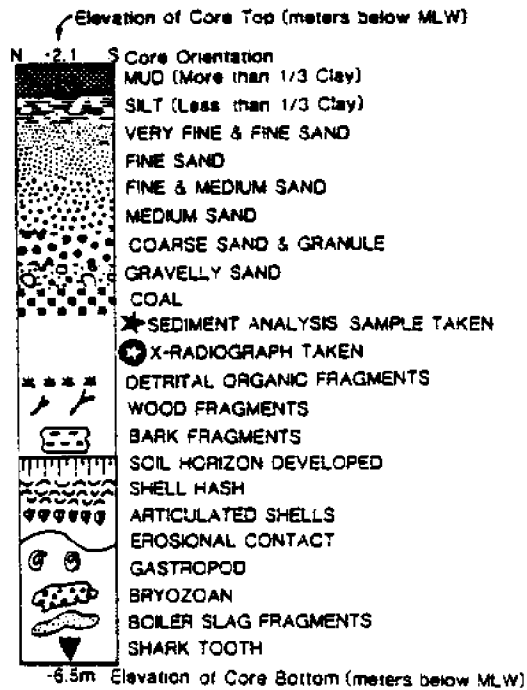 Elevation of Core Top (meters below MLW)
N -2.1 S Core Orientation
MUD (More than 1/3 Clay)
SILT (Less than 1/3 Clay)
VERY FINE & FINE SAND
FINE SAND
FINE & MEDIUM SAND
MEDIUM SAND
COARSE SAND & GRANULE
GRAVELLY SAND
COAL
SEDIMENT ANALYSIS SAMPLE TAKEN
X-RADIOGRAPH TAKEN
DETRITAL ORGANIC FRAGMENTS
WOOD FRAGMENTS
BARK FRAGMENTS
SOIL HORIZON DEVELOPED
SHELL HASH
ARTICULATED SHELLS
EROSIONAL CONTACT
GASTROPOD
BRYOZOAN
BOILER SLAG FRAGMENTS
SHARK TOOTH
-6.5m Elevation of Core Bottom (meters below MLW)